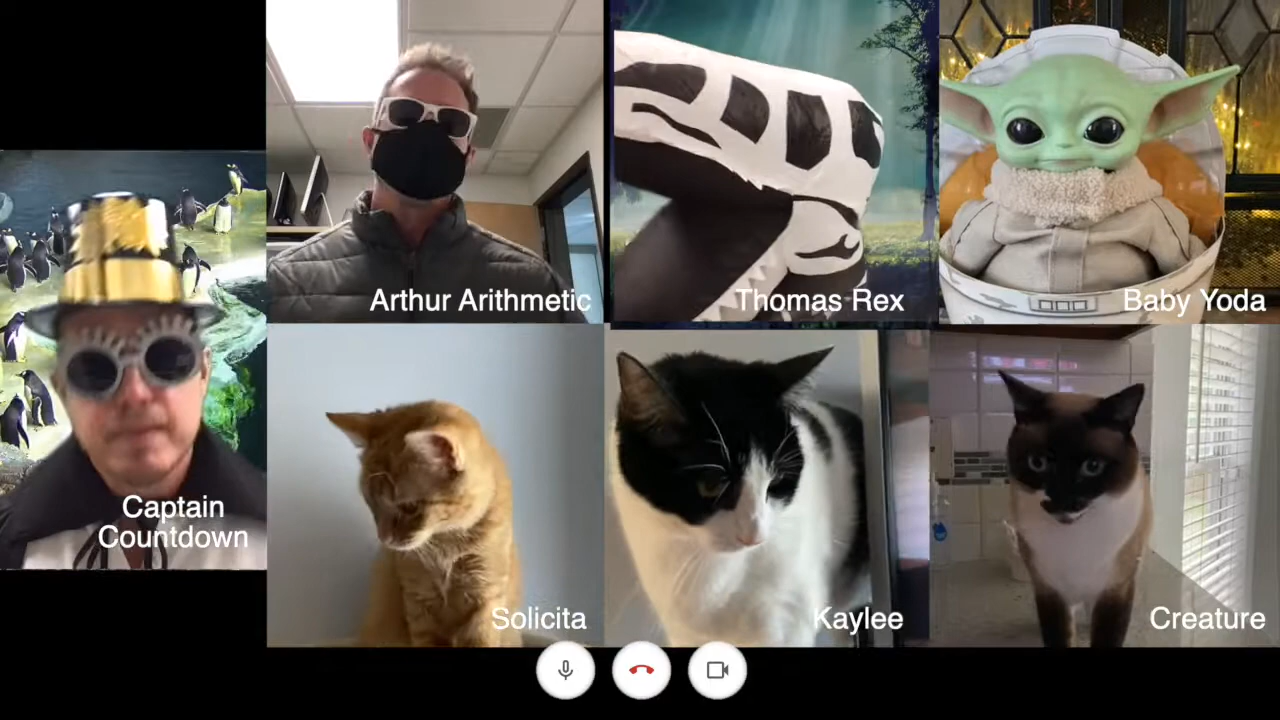 Arthur Arithmetic
Thomas Rex
Baby Yoda
Captain
Countdown
Solicita
Kaylee
Creature